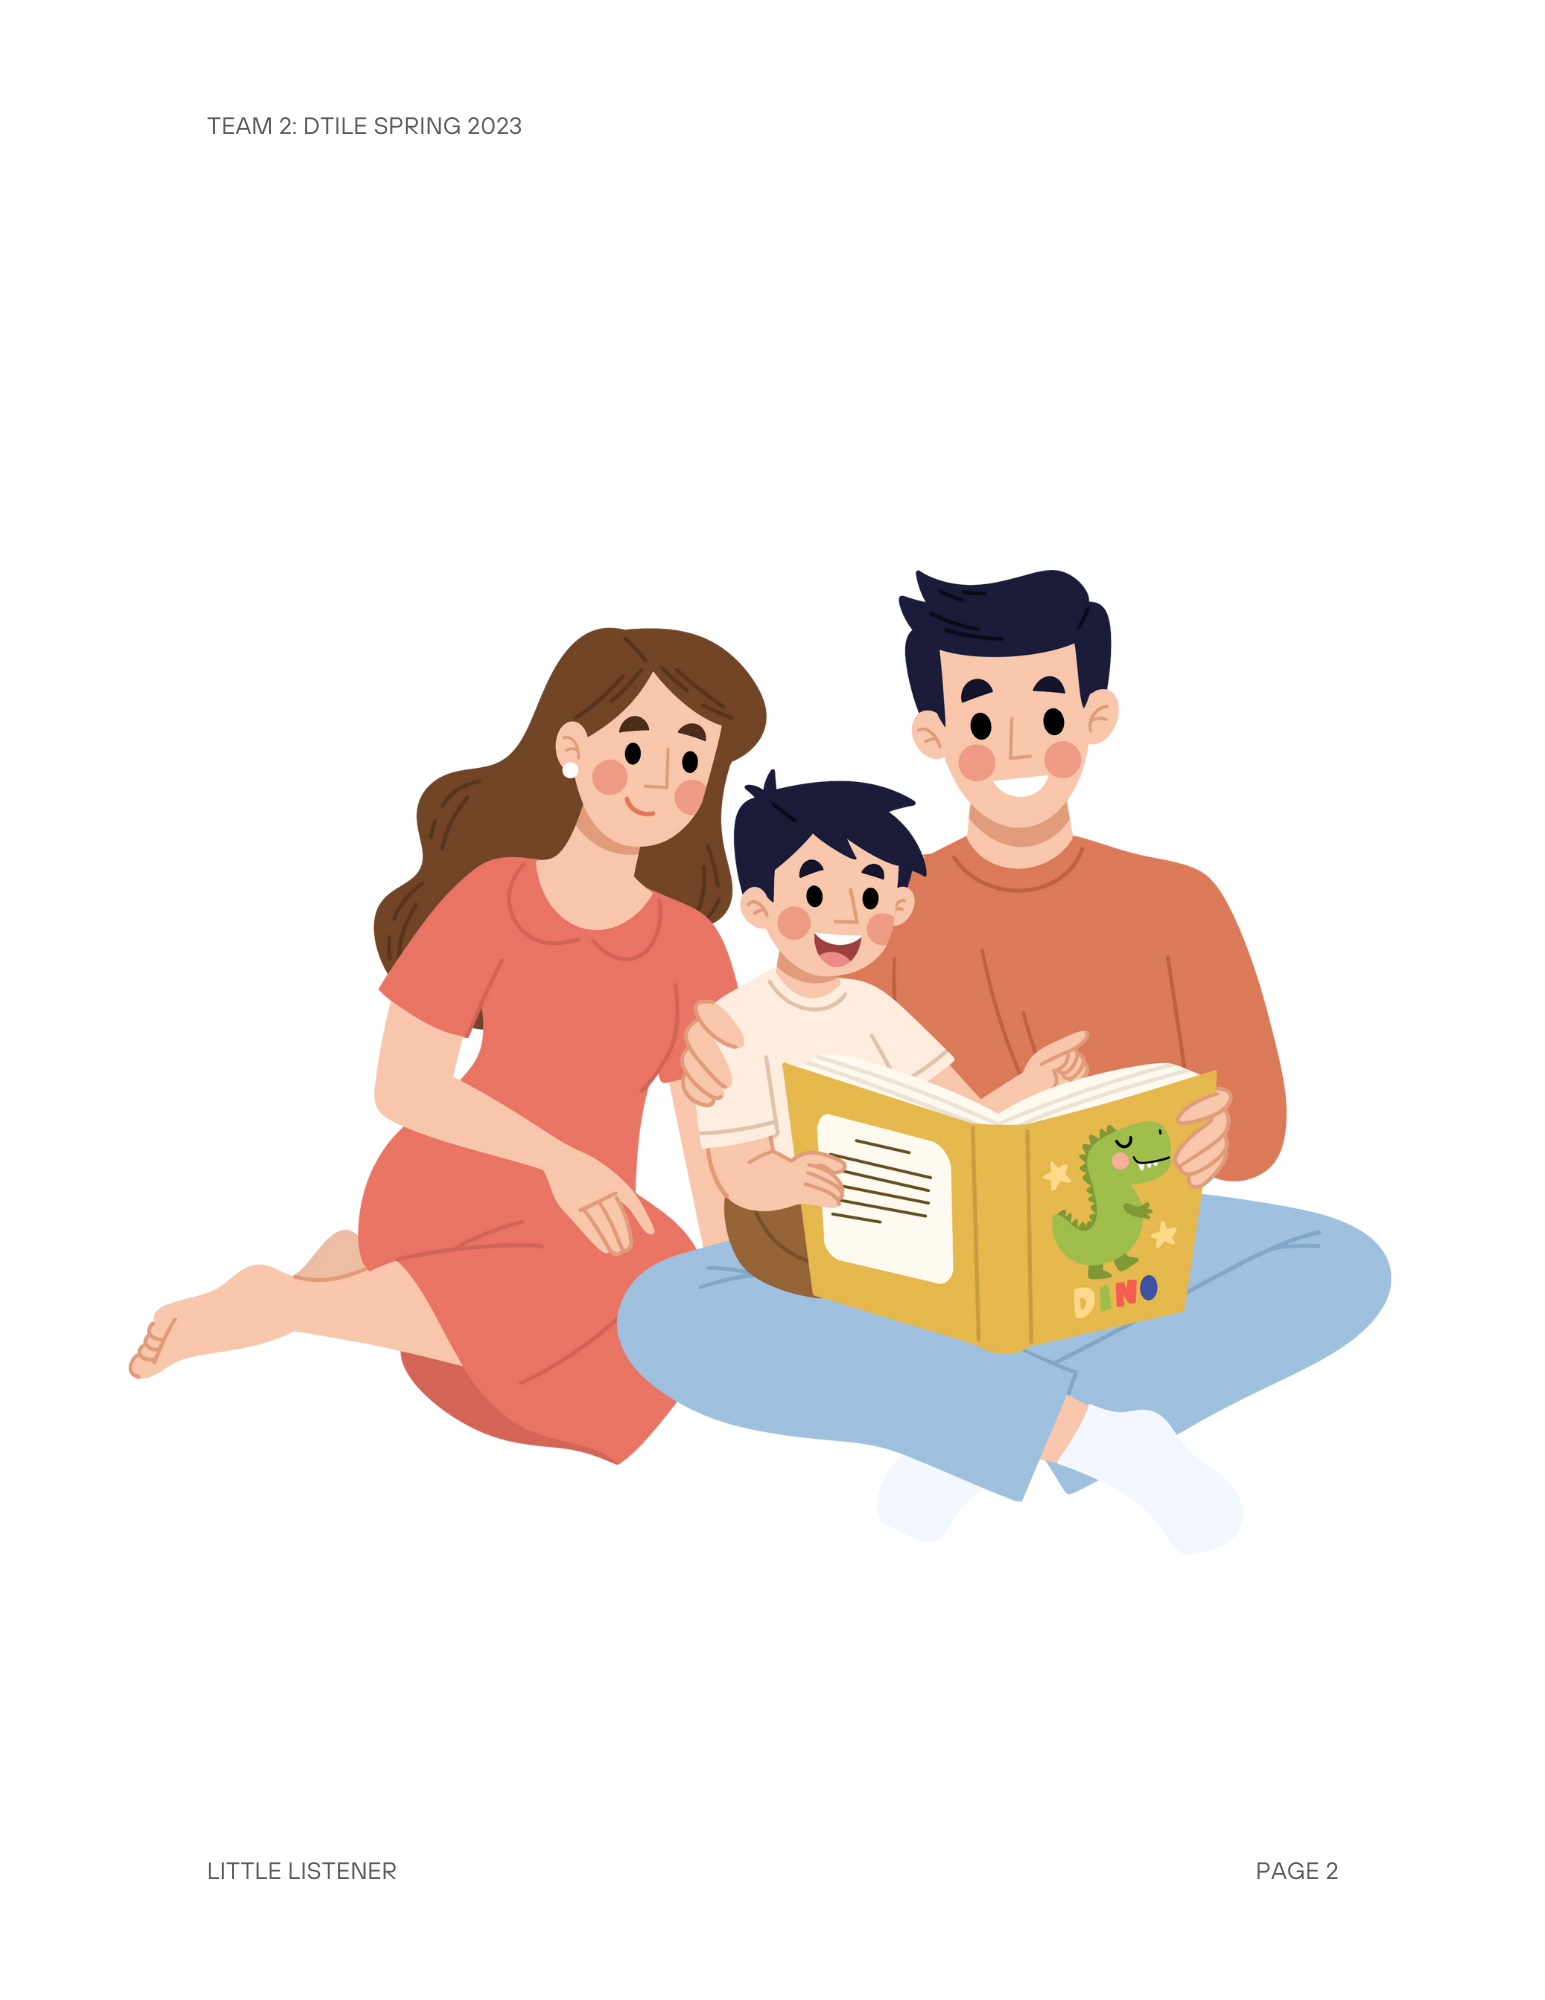 TEAM 2: DTILE SPRING 2023
DINO
LITTLE LISTENER
PAGE 2